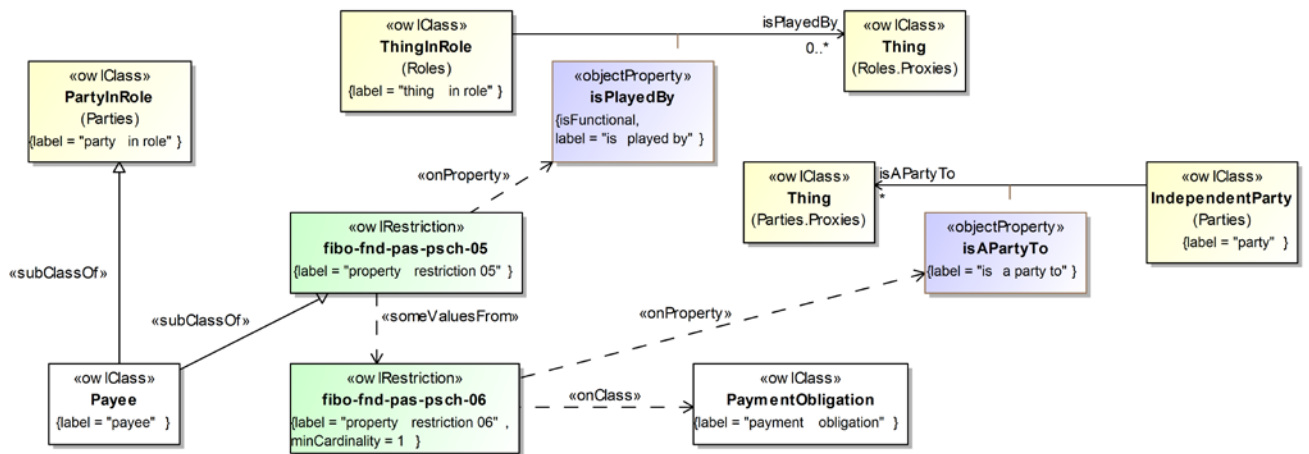 «owlClass»
ThingInRole
(Roles)
{label = "thing in role" }
isPlayedBy
0..*
«owlClass»
Thing
(Roles.Proxies)
«owlClass»
PartyInRole
(Parties)
{label = "party in role" }
«objectProperty»
isPlayedBy
{isFunctional,
label = "is played by"}
«onProperty»
«owlClass»
Thing
(Parties.Proxies)
isAPartyTo
*
«owlClass»
IndependentParty
(Parties)
{label = "party" }
«owlRestriction»
fibo-fnd-pas-psch-05
{label = "property restriction 05" }
«objectProperty»
isAPartyTo
{label = "is a party to" }
«subClassOf»
«subClassOf»
«someValuesFrom»
«onProperty»
«owlClass»
Payee
{label = "payee" }
«owlRestriction»
fibo-fnd-pas-psch-06
{label = "property restriction 06" ,
minCardinality = 1 }
«onClass»
«owlClass»
PaymentObligation
{label = "payment obligation" }